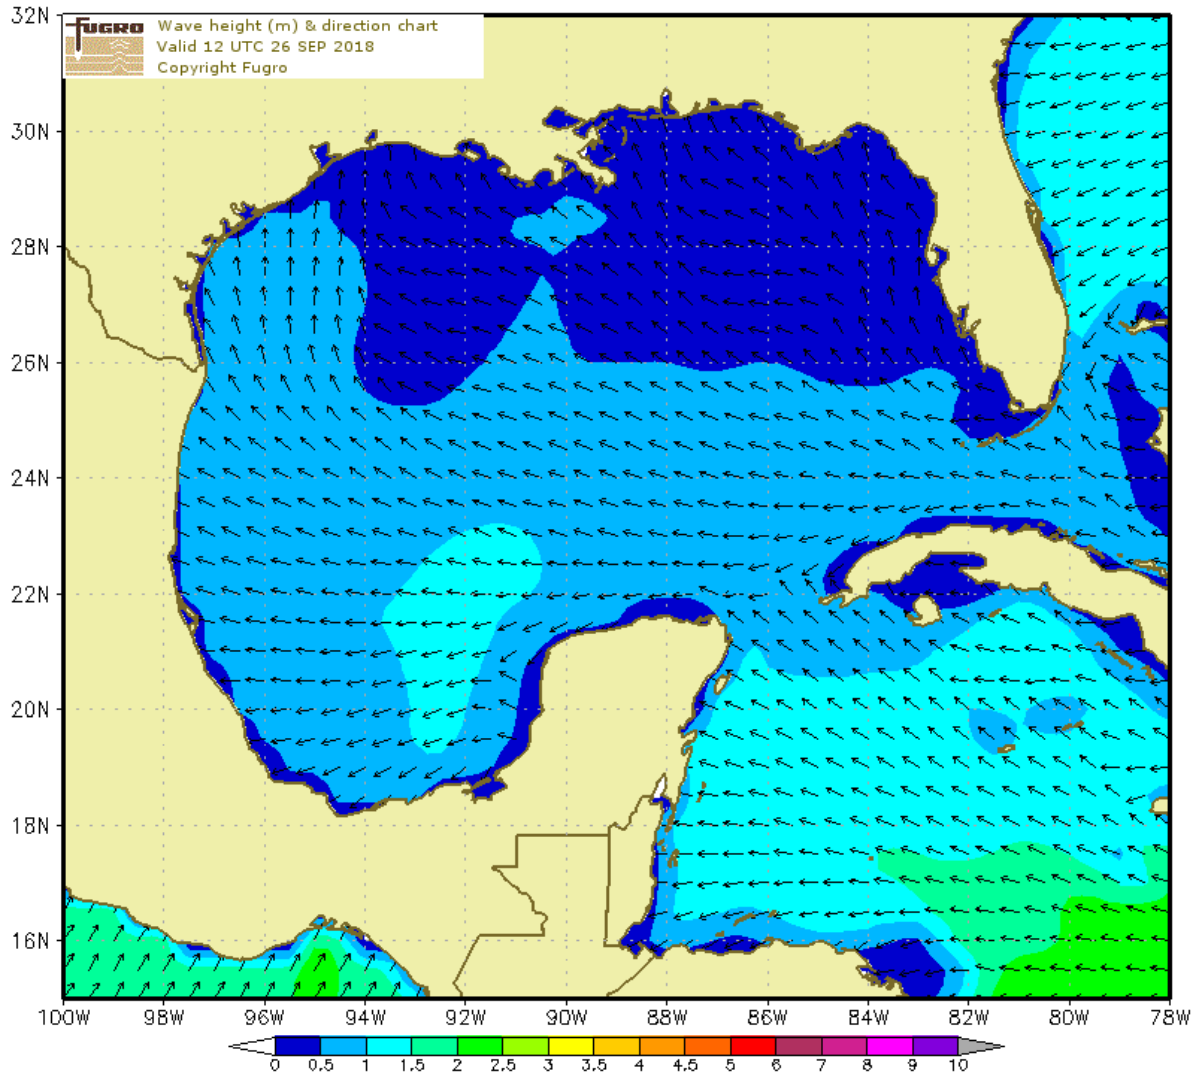 32N
FUGRO
Wave height (m) & direction chart
Valid 12 UTC 26 SEP 2018
Copyright Fugro
30N
28N
26N
24N
22N
20N
18N
16N
100W 98W 96W 94W 92W 90W 88W 86W 84W 82W 80W 78W
0 0.5 1 1.5 2 2.5 3 3.5 4 4.5 5 6 7 8 9 10